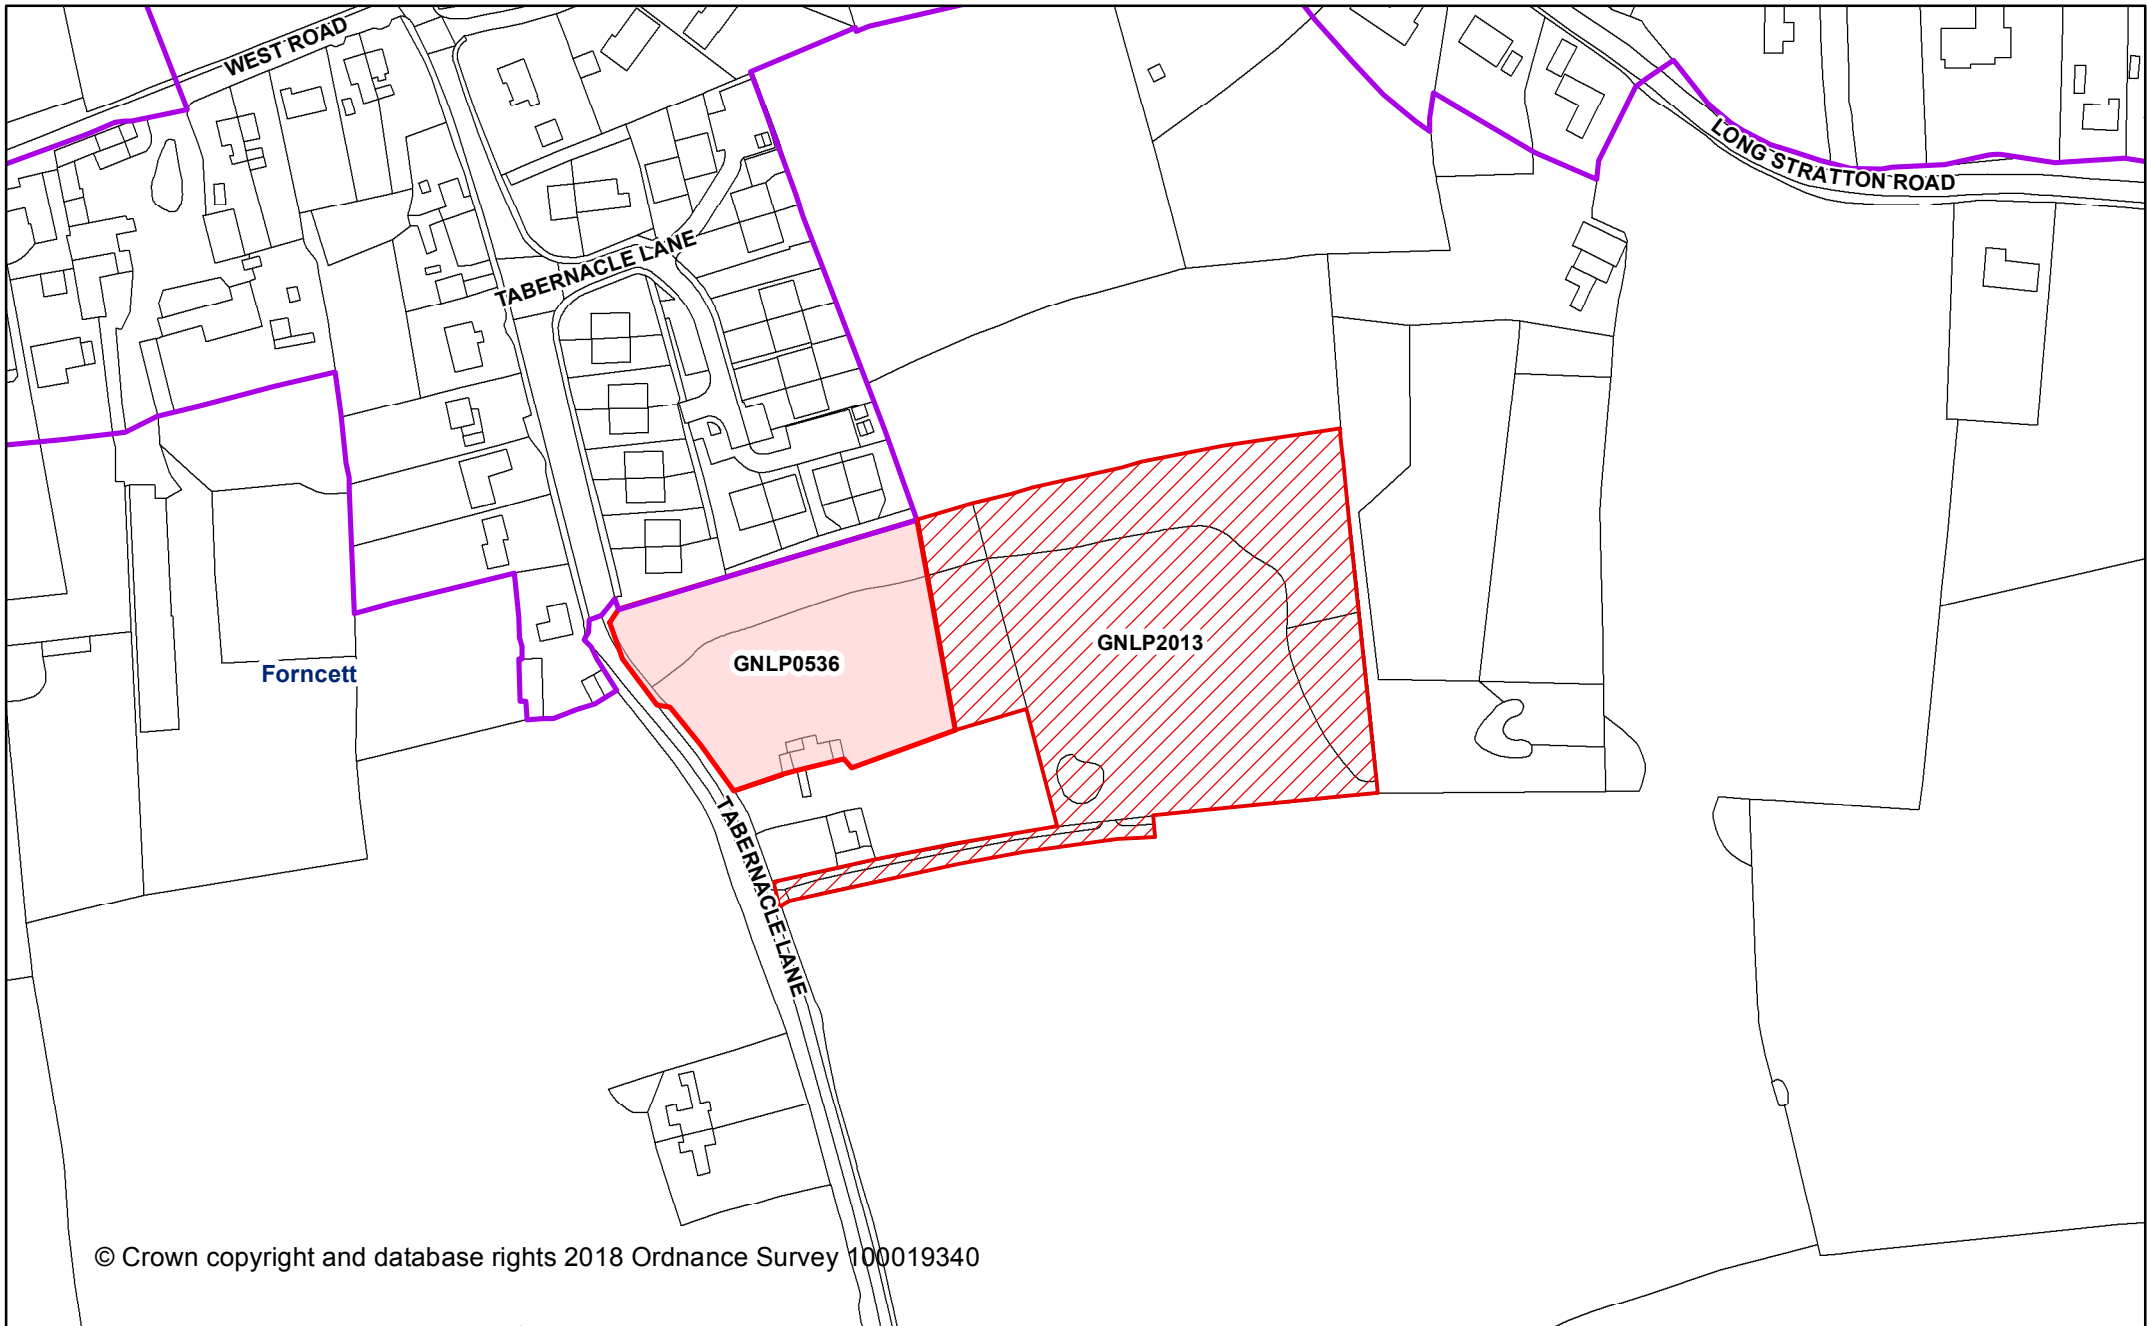 WEST ROAD
LONG STRATTON ROAD
TABERNACLE LANE
GNLP2013
GNLP0536
Forncett
TABERNACLE LANE
© Crown copyright and database rights 2018 Ordnance Survey 100019340